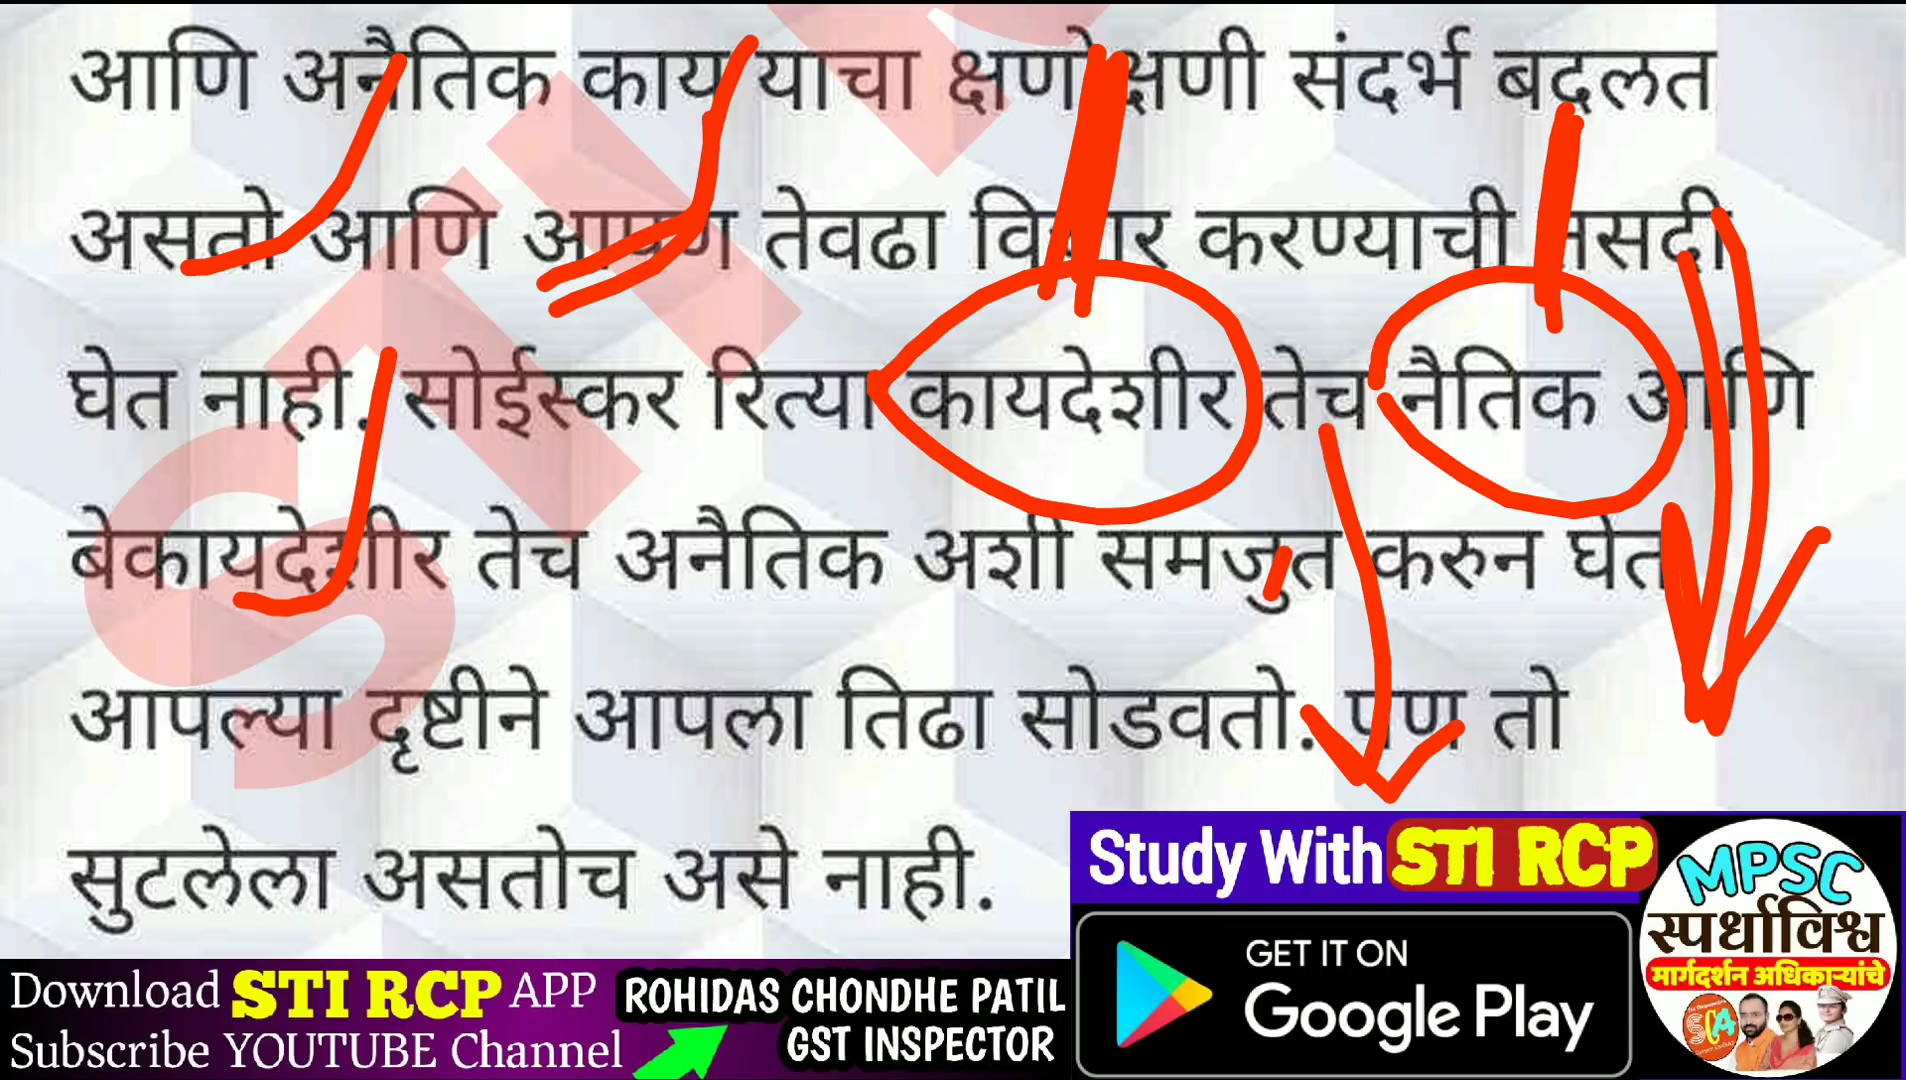 आणि अनैतिक काय याचा क्षणोक्षणी संदर्भ बदलत
असतो आणि आपण तेवढा विचार करण्याची तसदी
घेत नाही. सोईस्कर रित्या कायदेशीर तेच नैतिक आणि
बेकायदेशीर तेच अनैतिक अशी समजुत करुन घेत
आपल्या दृष्टीने आपला तिढा सोडवतो. पण तो
सुटलेला असतोच असे नाही.
STI
Study With STI RCP
MPSC
स्पर्धाविश्व
मार्गदर्शन अधिकाऱ्यांचे
GET IT ON
Google Play
Download STI RCP APP
Subscribe YOUTUBE Channel
ROHIDAS CHONDHE PATIL
GST INSPECTOR